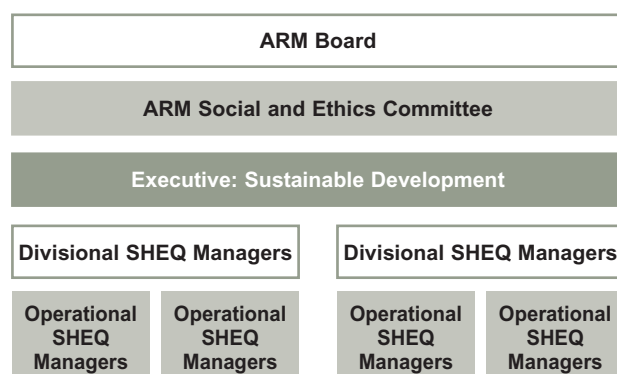 ARM Board
ARM Social and Ethics Committee
Executive: Sustainable Development
Divisional SHEQ Managers
Divisional SHEQ Managers
Operational
SHEQ
Managers
Operational
SHEQ
Managers
Operational
SHEQ
Managers
Operational
SHEQ
Managers